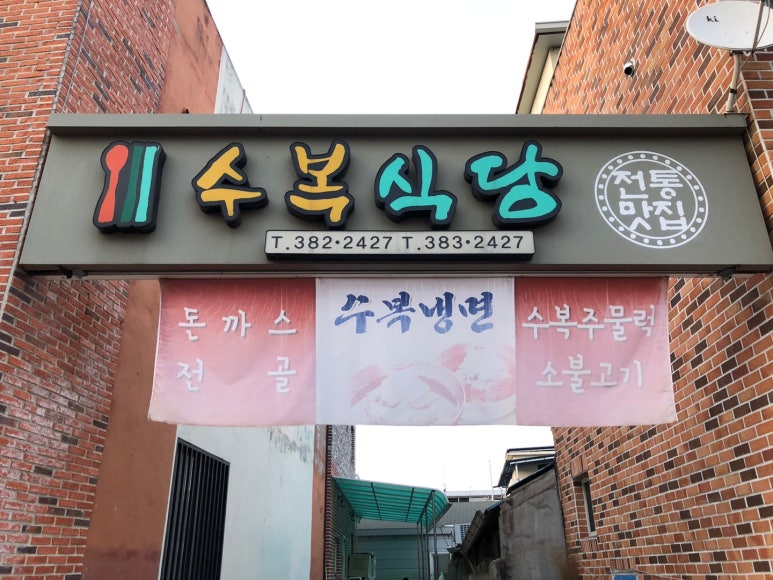 수복식당
전통
맛집
T.382·2427 T.383·2427
돈까스
전골
수복냉면
수복주물럭
소불고기